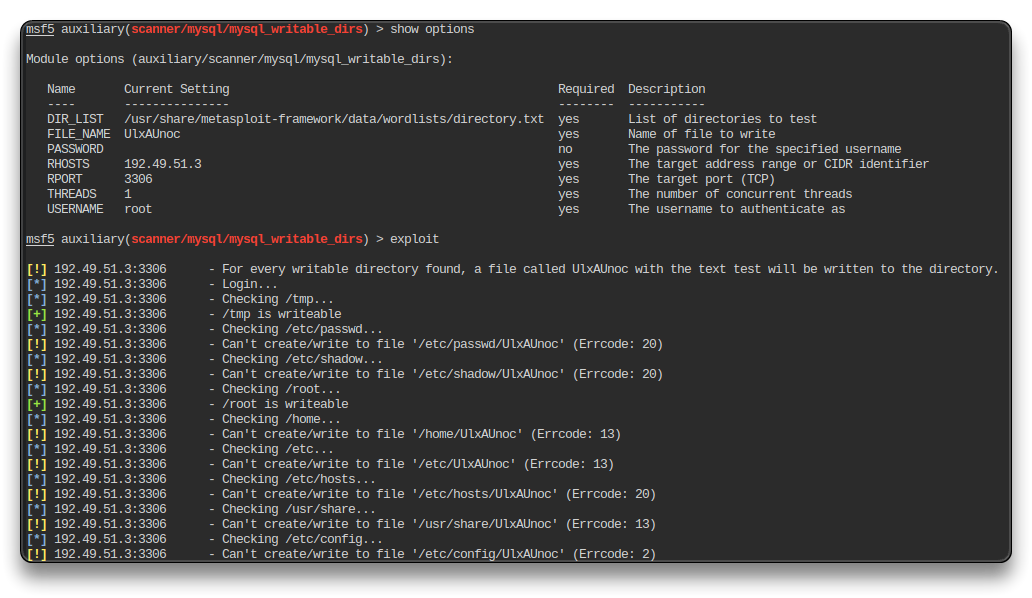 msf5 auxiliary(scanner/mysql/mysql_writable_dirs) > show options
Module options (auxiliary/scanner/mysql/mysql_writable_dirs):
Name Current Setting Required Description
---- --------------- -------- -----------
DIR_LIST /usr/share/metasploit-framework/data/wordlists/directory.txt yes List of directories to test
FILE_NAME UlxAUnoc yes Name of file to write
PASSWORD no The password for the specified username
RHOSTS 192.49.51.3 yes The target address range or CIDR identifier
RPORT 3306 yes The target port (TCP)
THREADS 1 yes The number of concurrent threads
USERNAME root yes The username to authenticate as
msf5 auxiliary(scanner/mysql/mysql_writable_dirs) > exploit
[!] 192.49.51.3:3306 - For every writable directory found, a file called UlxAUnoc with the text test will be written to the directory.
[*] 192.49.51.3:3306 - Login...
[*] 192.49.51.3:3306 - Checking /tmp...
[+] 192.49.51.3:3306 - /tmp is writeable
[*] 192.49.51.3:3306 - Checking /etc/passwd...
[!] 192.49.51.3:3306 - Can't create/write to file '/etc/passwd/UlxAUnoc' (Errcode: 20)
[*] 192.49.51.3:3306 - Checking /etc/shadow...
[!] 192.49.51.3:3306 - Can't create/write to file '/etc/shadow/UlxAUnoc' (Errcode: 20)
[*] 192.49.51.3:3306 - Checking /root...
[+] 192.49.51.3:3306 - /root is writeable
[*] 192.49.51.3:3306 - Checking /home...
[!] 192.49.51.3:3306 - Can't create/write to file '/home/UlxAUnoc' (Errcode: 13)
[*] 192.49.51.3:3306 - Checking /etc...
[!] 192.49.51.3:3306 - Can't create/write to file '/etc/UlxAUnoc' (Errcode: 13)
[*] 192.49.51.3:3306 - Checking /etc/hosts...
[!] 192.49.51.3:3306 - Can't create/write to file '/etc/hosts/UlxAUnoc' (Errcode: 20)
[*] 192.49.51.3:3306 - Checking /usr/share...
[!] 192.49.51.3:3306 - Can't create/write to file '/usr/share/UlxAUnoc' (Errcode: 13)
[*] 192.49.51.3:3306 - Checking /etc/config...
[!] 192.49.51.3:3306 - Can't create/write to file '/etc/config/UlxAUnoc' (Errcode: 2)